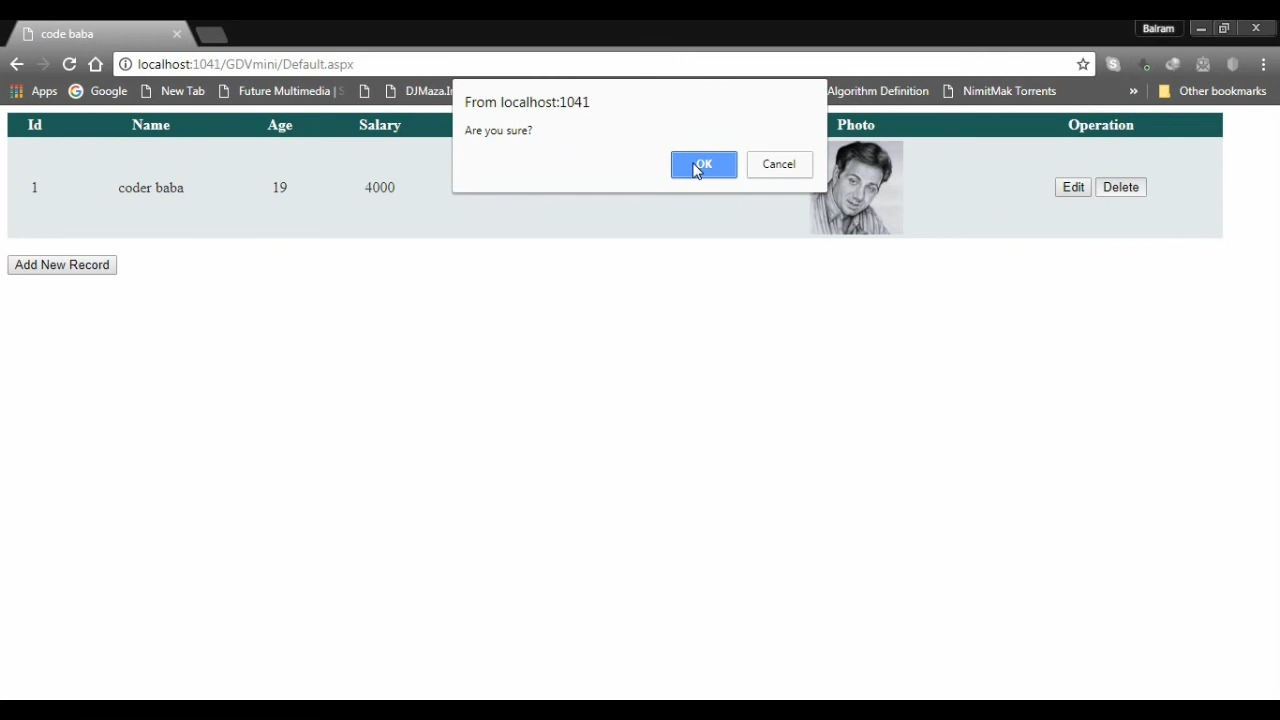 code baba
Balram
localhost:1041/GDVmini/Default.aspx
Apps Google New Tab Future Multimedia | DJMaza.In Algorithm Definition NimitMak Torrents » Other bookmarks
From localhost:1041
Are you sure?
OK Cancel
Id Name Age Salary Photo Operation
1 coder baba 19 4000 Edit Delete
Add New Record